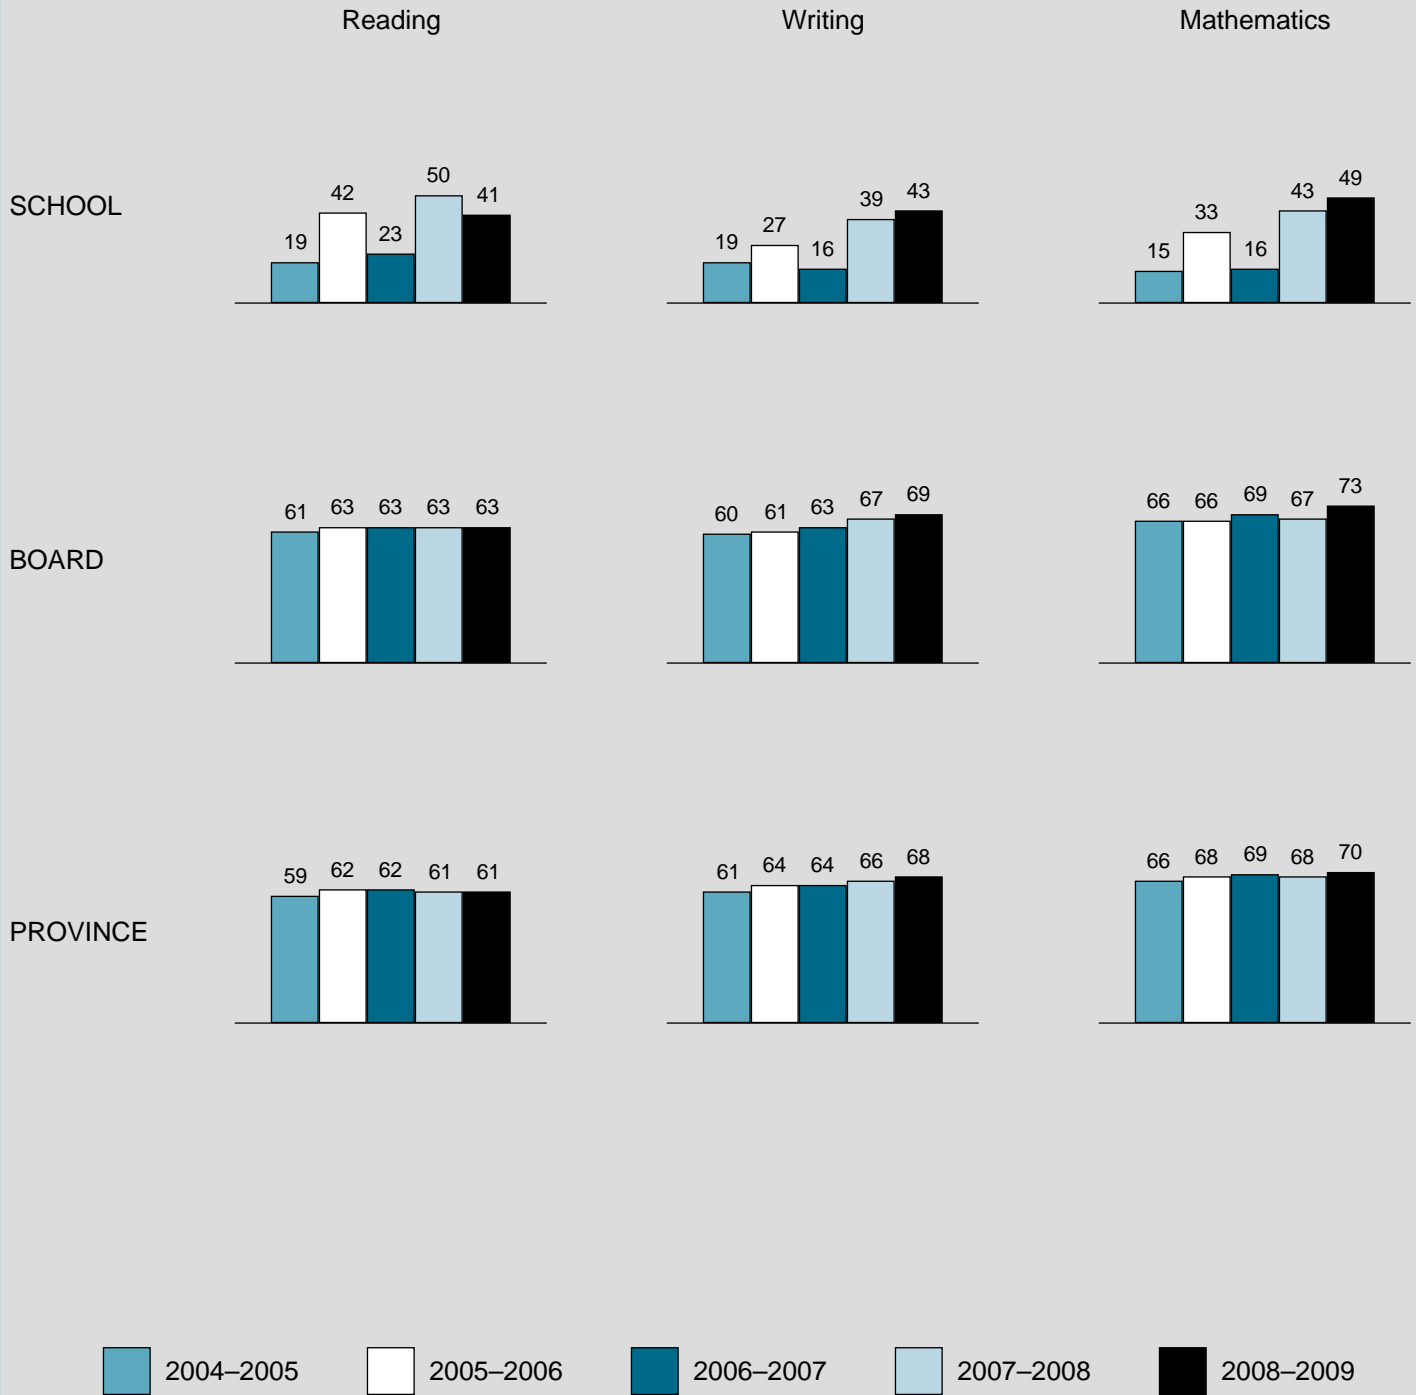 Reading Writing Mathematics
SCHOOL
19 42 23 50 41
19 27 16 39 43
15 33 16 43 49
BOARD
61 63 63 63 63
60 61 63 67 69
66 66 69 67 73
PROVINCE
59 62 62 61 61
61 64 64 66 68
66 68 69 68 70
2004–2005 2005–2006 2006–2007 2007–2008 2008–2009